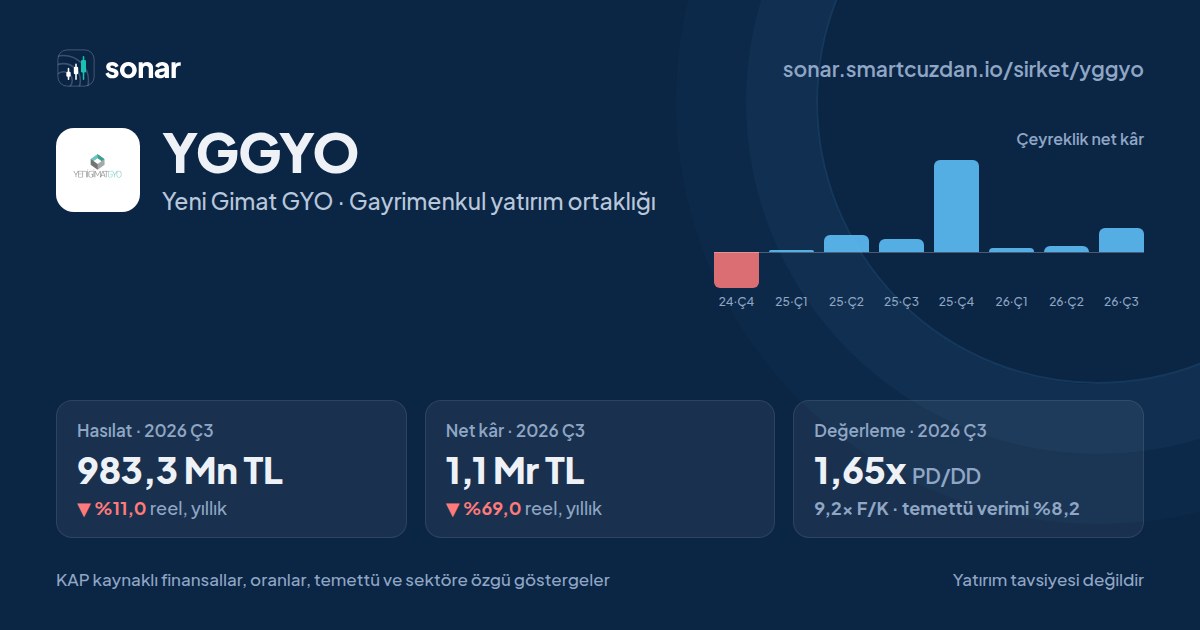 sonar
sonar.smartcuzdan.io/sirket/yggyo
YENİGİMATGYO
YGGYO
Yeni Gimat GYO · Gayrimenkul yatırım ortaklığı
Çeyreklik net kâr
24·Ç4 25·Ç1 25·Ç2 25·Ç3 25·Ç4 26·Ç1 26·Ç2 26·Ç3
Hasılat · 2026 Ç3
983,3 Mn TL
▼ %11,0 reel, yıllık
Net kâr · 2026 Ç3
1,1 Mr TL
▼ %69,0 reel, yıllık
Değerleme · 2026 Ç3
1,65x PD/DD
9,2× F/K · temettü verimi %8,2
KAP kaynaklı finansallar, oranlar, temettü ve sektöre özgü göstergeler
Yatırım tavsiyesi değildir